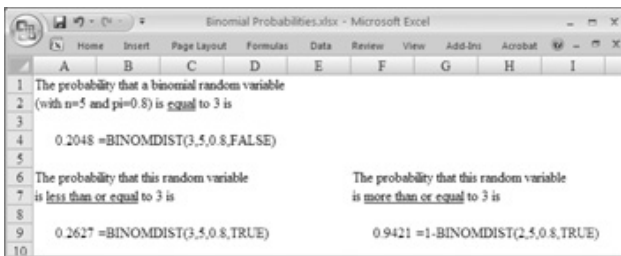 Binomial Probabilities.xlsx - Microsoft Excel
Home Insert Page Layout Formulas Data Review View Add-Ins Acrobat
A B C D E F G H I
1 The probability that a binomial random variable
2 (with n=5 and pi=0.8) is equal to 3 is
3
4 0.2048 =BINOMDIST(3,5,0.8,FALSE)
5
6 The probability that this random variable The probability that this random variable
7 is less than or equal to 3 is is more than or equal to 3 is
8
9 0.2627 =BINOMDIST(3,5,0.8,TRUE) 0.9421 =1-BINOMDIST(2,5,0.8,TRUE)
10